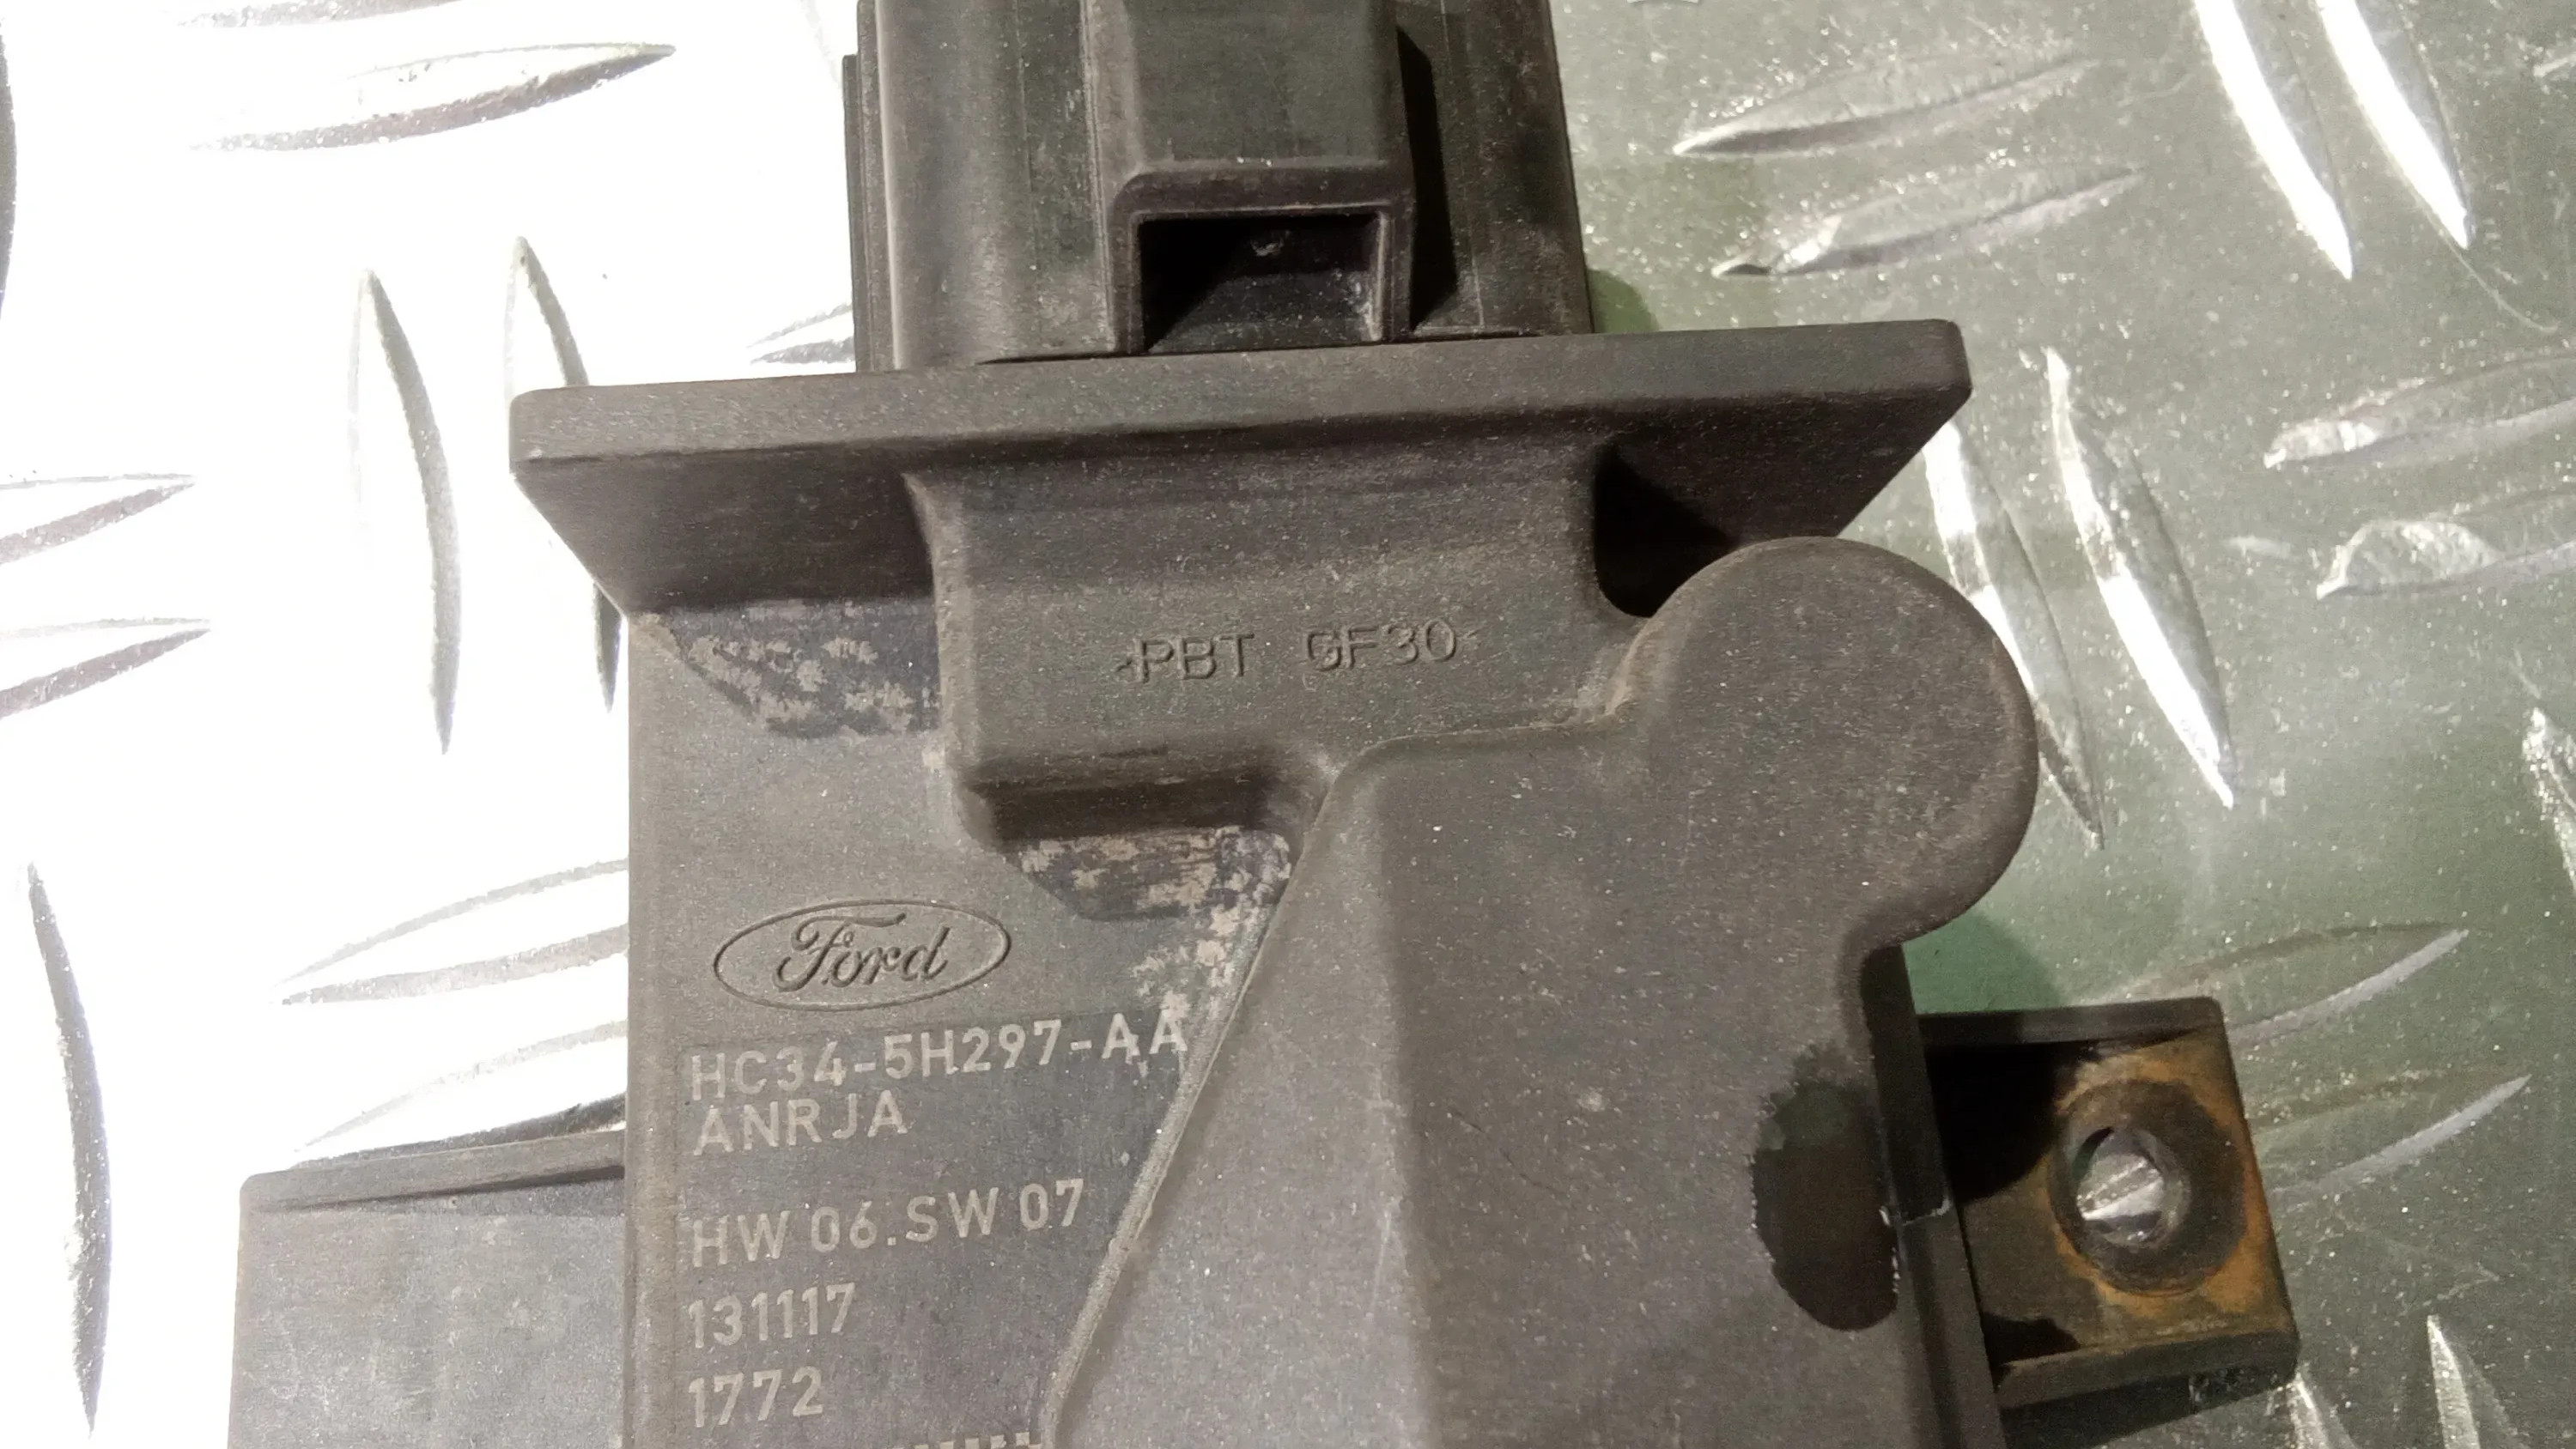 >PBT GF30<
Ford
HC34-5H297-AA
ANRJA
HW 06.SW 07
131117
1772